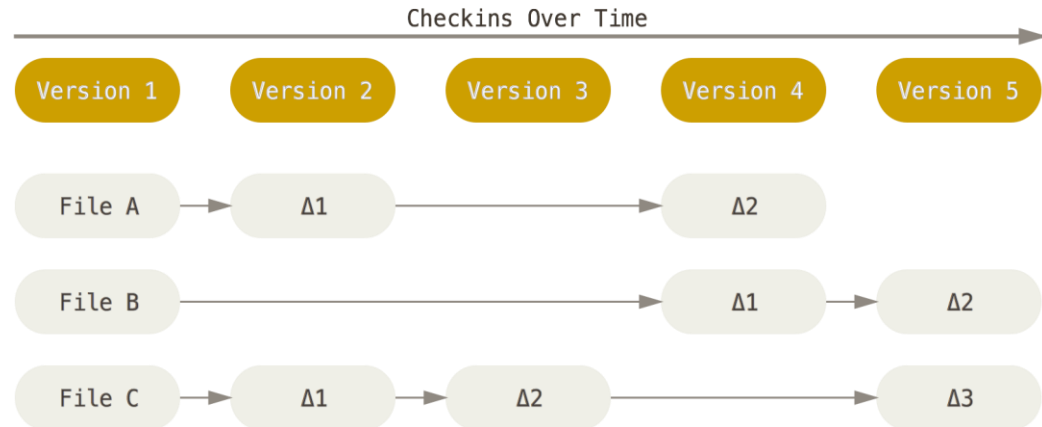 Checkins Over Time
Version 1 Version 2 Version 3 Version 4 Version 5
File A Δ1 Δ2
File B Δ1 Δ2
File C Δ1 Δ2 Δ3